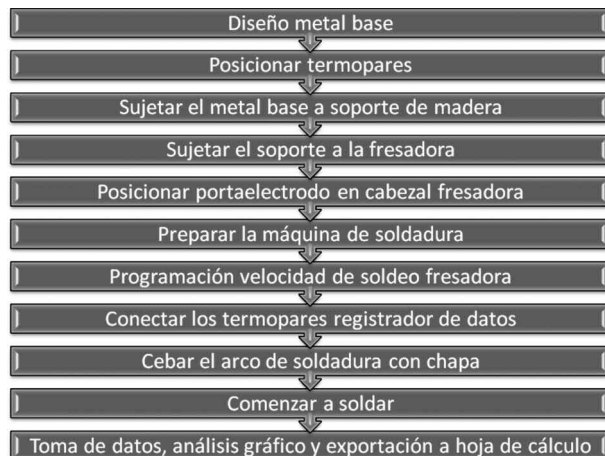 Diseño metal base
Posicionar termopares
Sujetar el metal base a soporte de madera
Sujetar el soporte a la fresadora
Posicionar portaelectrodo en cabezal fresadora
Preparar la máquina de soldadura
Programación velocidad de soldeo fresadora
Conectar los termopares registrador de datos
Cebar el arco de soldadura con chapa
Comenzar a soldar
Toma de datos, análisis gráfico y exportación a hoja de cálculo